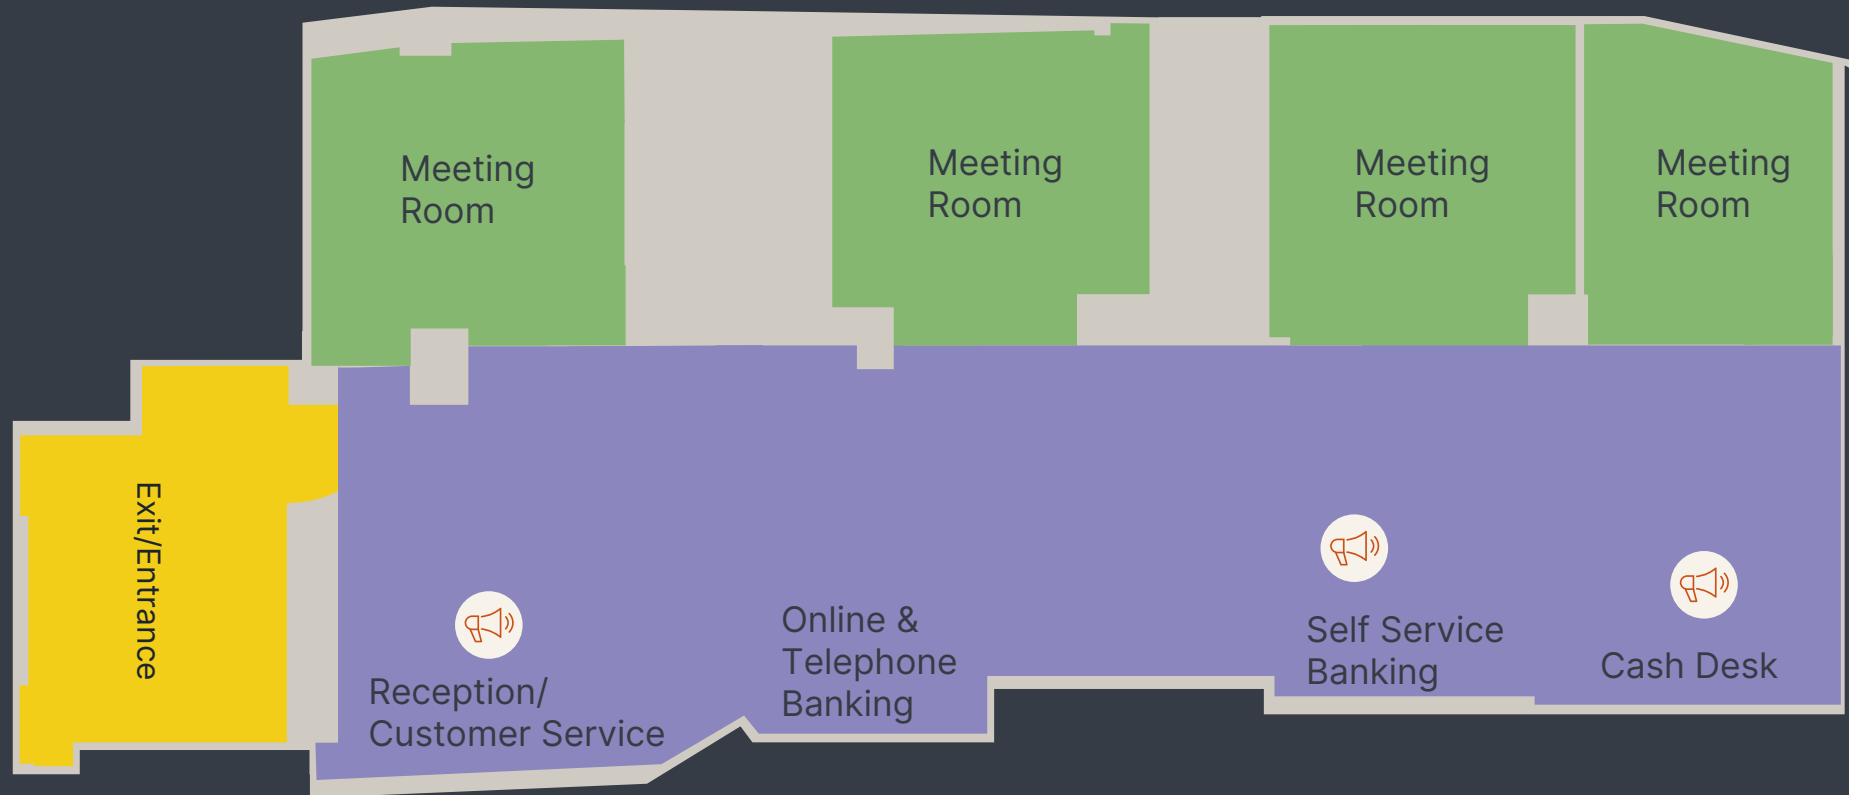 Meeting
Room
Meeting
Room
Meeting
Room
Meeting
Room
Exit/Entrance
Reception/
Customer Service
Online &
Telephone
Banking
Self Service
Banking
Cash Desk